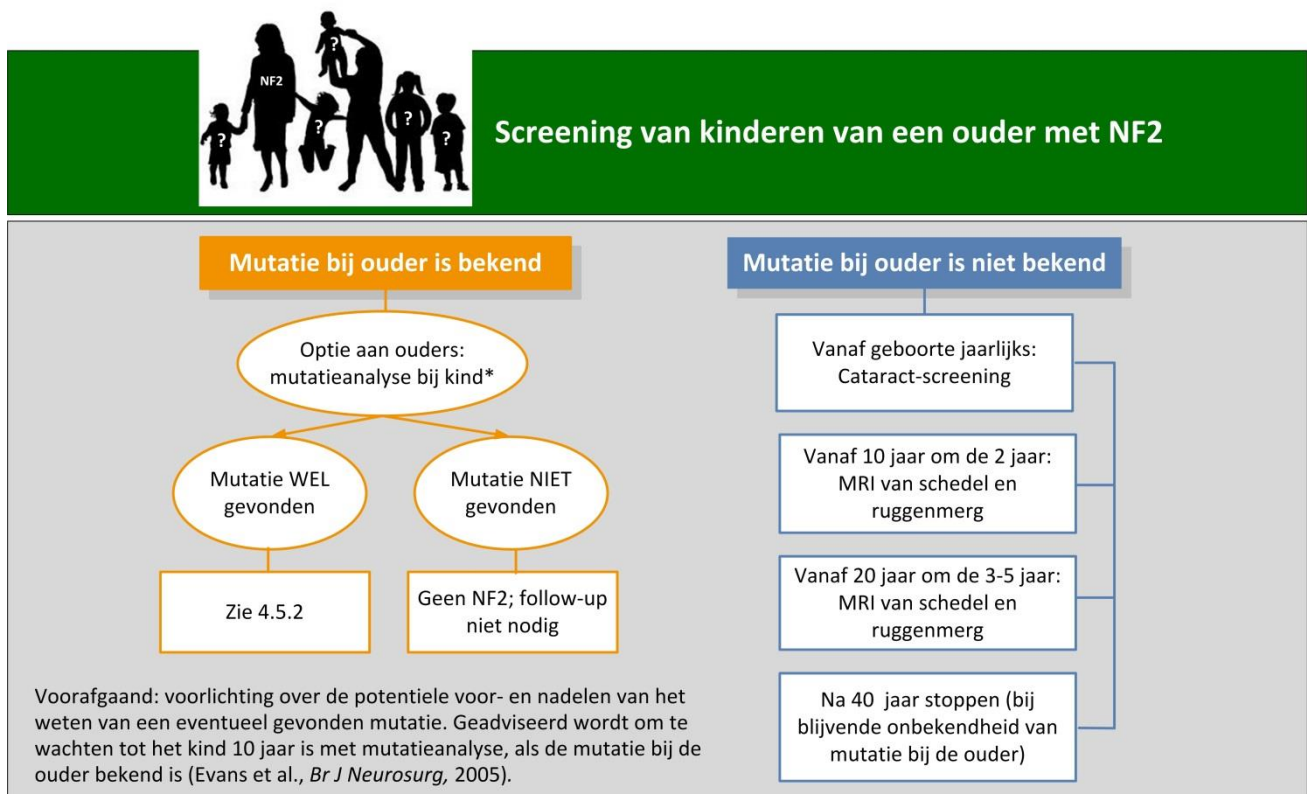 NF2
?
?
?
?
?
Screening van kinderen van een ouder met NF2
Mutatie bij ouder is bekend
Optie aan ouders:
mutatieanalyse bij kind*
Mutatie WEL
gevonden
Mutatie NIET
gevonden
Zie 4.5.2
Geen NF2; follow-up
niet nodig
Voorafgaand: voorlichting over de potentiele voor- en nadelen van het
weten van een eventueel gevonden mutatie. Geadviseerd wordt om te
wachten tot het kind 10 jaar is met mutatieanalyse, als de mutatie bij de
ouder bekend is (Evans et al., Br J Neurosurg, 2005).
Mutatie bij ouder is niet bekend
Vanaf geboorte jaarlijks:
Cataract-screening
Vanaf 10 jaar om de 2 jaar:
MRI van schedel en
ruggenmerg
Vanaf 20 jaar om de 3-5 jaar:
MRI van schedel en
ruggenmerg
Na 40 jaar stoppen (bij
blijvende onbekendheid van
mutatie bij de ouder)